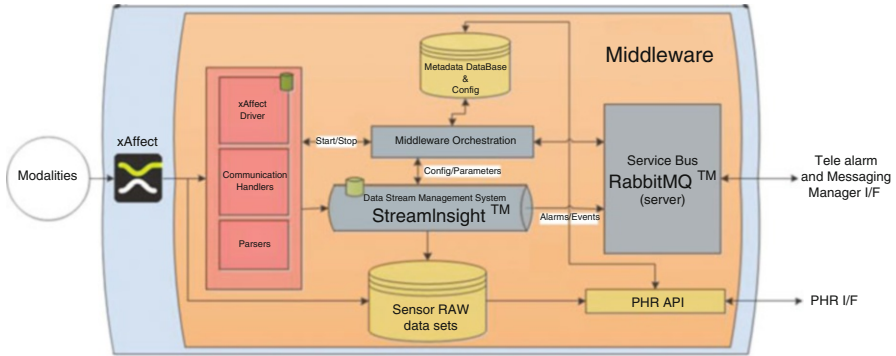 Middleware
Metadata DataBase
&
Config
xAffect
Driver
xAffect
Start/Stop
Middleware Orchestration
Service Bus
RabbitMQ TM
(server)
Tele alarm
and Messaging
Manager I/F
Modalities
Communication
Handlers
Config/Parameters
Data Stream Management System
StreamInsight TM
Alarms/Events
Parsers
Sensor RAW
data sets
PHR API
PHR I/F